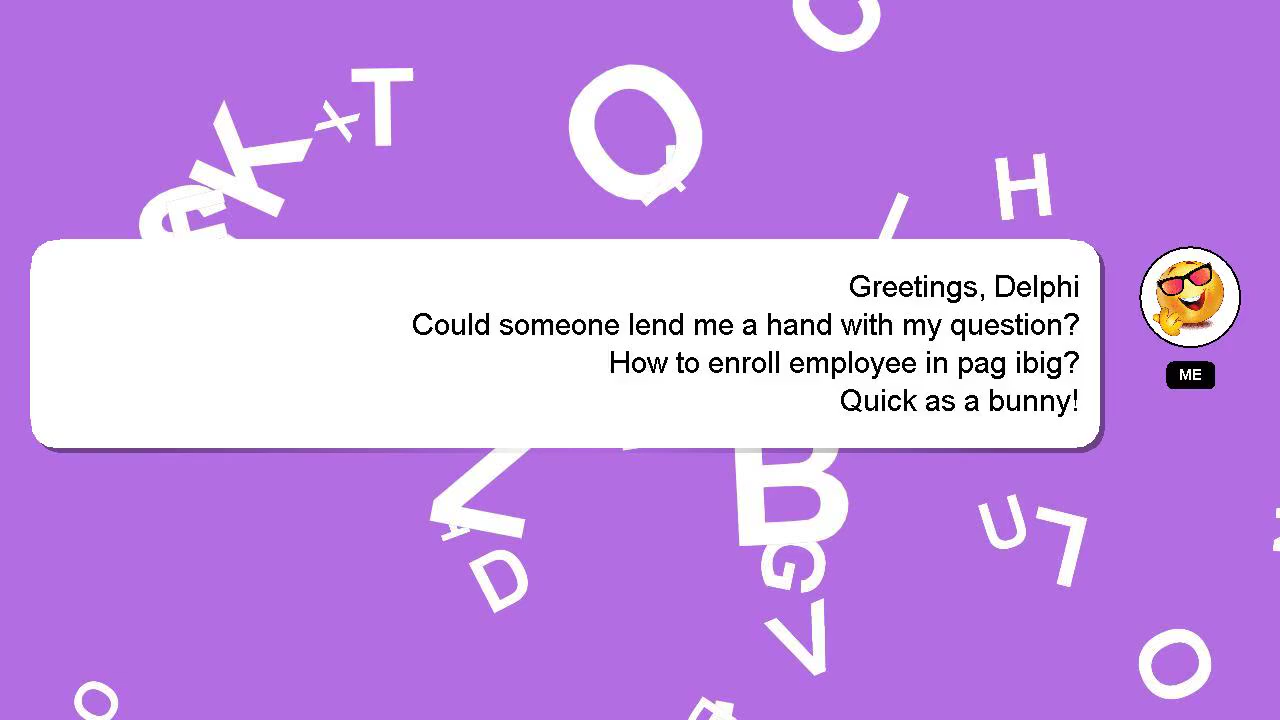 Greetings, Delphi
Could someone lend me a hand with my question?
How to enroll employee in pag ibig?
Quick as a bunny!
ME
C
T
X
K
O
H
I
Z
B
D
G
U
L
V
O
O